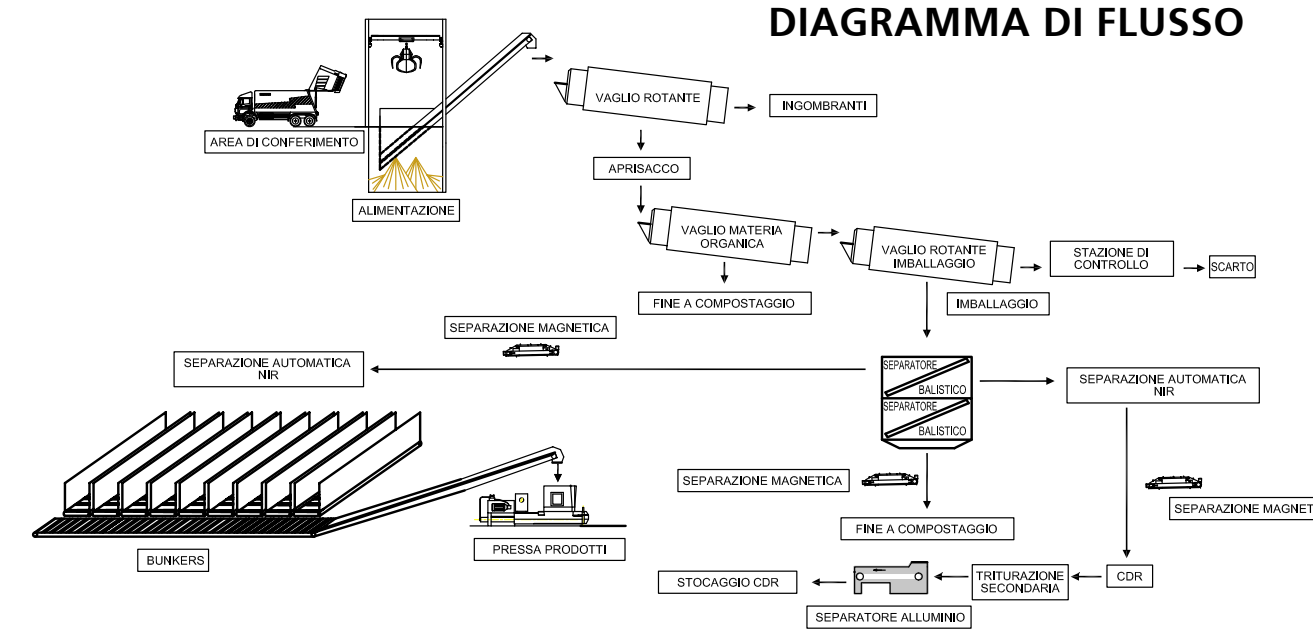 DIAGRAMMA DI FLUSSO
VAGLIO ROTANTE
INGOMBRANTI
AREA DI CONFERIMENTO
APRISACCO
ALIMENTAZIONE
VAGLIO MATERIA
ORGANICA
VAGLIO ROTANTE
IMBALLAGGIO
STAZIONE DI
CONTROLLO
SCARTO
FINE A COMPOSTAGGIO
IMBALLAGGIO
SEPARAZIONE MAGNETICA
SEPARAZIONE AUTOMATICA
NIR
SEPARATORE
BALISTICO
SEPARATORE
BALISTICO
SEPARAZIONE AUTOMATICA
NIR
SEPARAZIONE MAGNETICA
SEPARAZIONE MAGNET
FINE A COMPOSTAGGIO
BUNKERS
PRESSA PRODOTTI
STOCAGGIO CDR
TRITURAZIONE
SECONDARIA
CDR
SEPARATORE ALLUMINIO